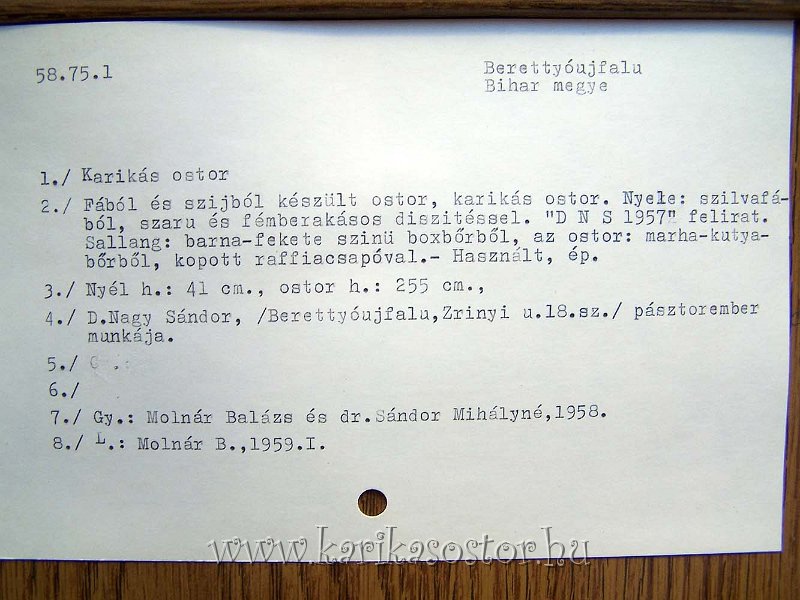 58.75.1
Berettyóujfalu
Bihar megye
1./ Karikás ostor
2./ Fából és szijból készült ostor, karikás ostor. Nyele: szilvafá-
ból, szaru és fémberakásos diszitéssel. "D N S 1957" felirat.
Sallang: barna-fekete szinü boxbőrből, az ostor: marha-kutya-
bőrből, kopott raffiacsapóval.- Használt, ép.
3./ Nyél h.: 41 cm., ostor h.: 255 cm.,
4./ D.Nagy Sándor, /Berettyóujfalu,Zrinyi u.18.sz./ pásztorember
munkája.
5./
6./
7./ Gy.: Molnár Balázs és dr.Sándor Mihályné,1958.
8./ L.: Molnár B.,1959.I.
www.karikasostor.hu